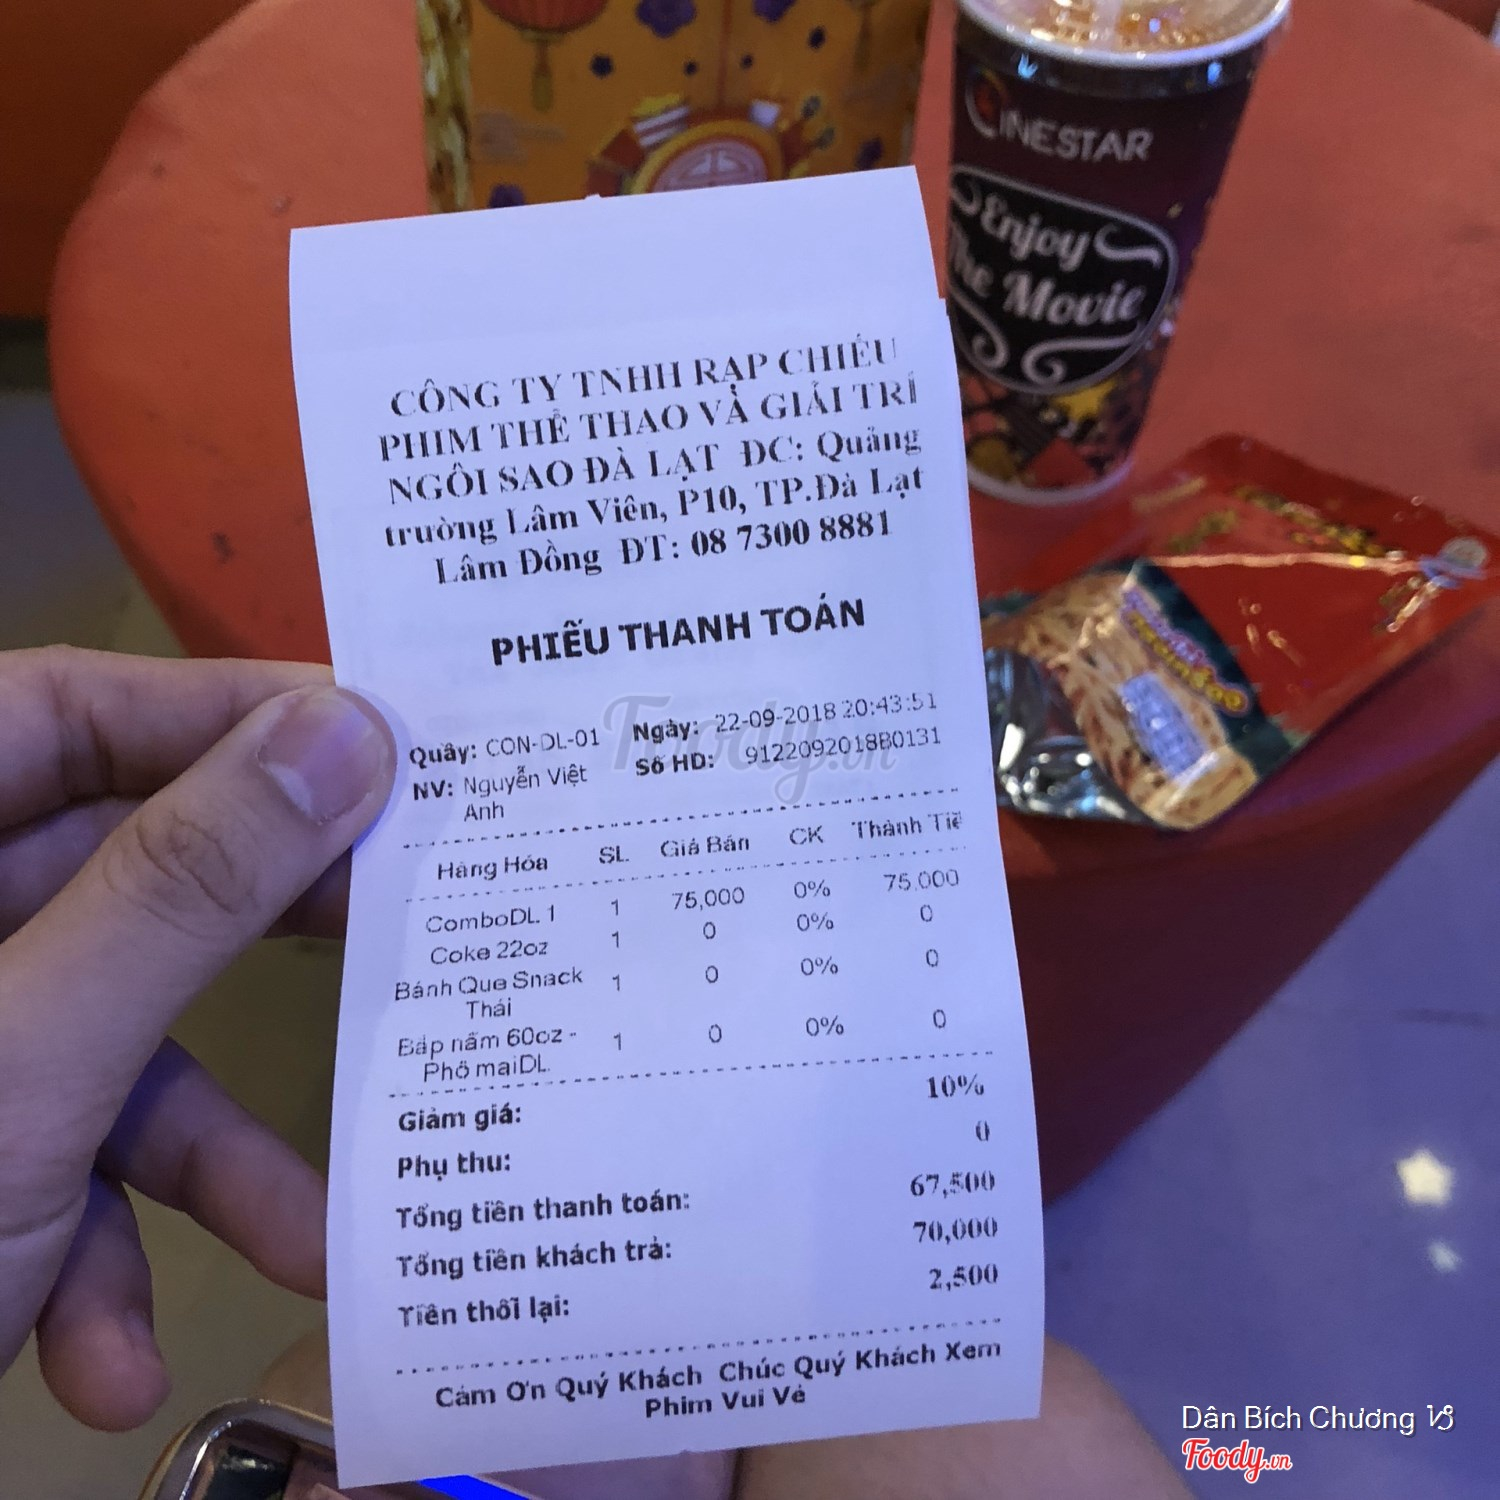 CINESTAR
Enjoy
The Movie
CÔNG TY TNHH RẠP CHIẾU
PHIM THỂ THAO VÀ GIẢI TRÍ
NGÔI SAO ĐÀ LẠT ĐC: Quảng
trường Lâm Viên, P10, TP.Đà Lạt
Lâm Đồng ĐT: 08 7300 8881
PHIẾU THANH TOÁN
Quầy: CON-DL-01 Ngày: 22-09-2018 20:43:51
NV: Nguyễn Việt Anh Số HD: 9122092018B0131
Hàng Hóa SL Giá Bán CK Thành Tiề
ComboDL 1 1 75,000 0% 75,000
Coke 22oz 1 0 0% 0
Bánh Que Snack Thái 1 0 0% 0
Bắp nấm 60oz - Phô maiDL 1 0 0% 0
Giảm giá: 10%
Phụ thu: 0
Tổng tiền thanh toán: 67,500
Tổng tiền khách trả: 70,000
Tiền thối lại: 2,500
Cảm Ơn Quý Khách Chúc Quý Khách Xem
Phim Vui Vẻ
Foody.vn
Dân Bích Chương
Foody.vn